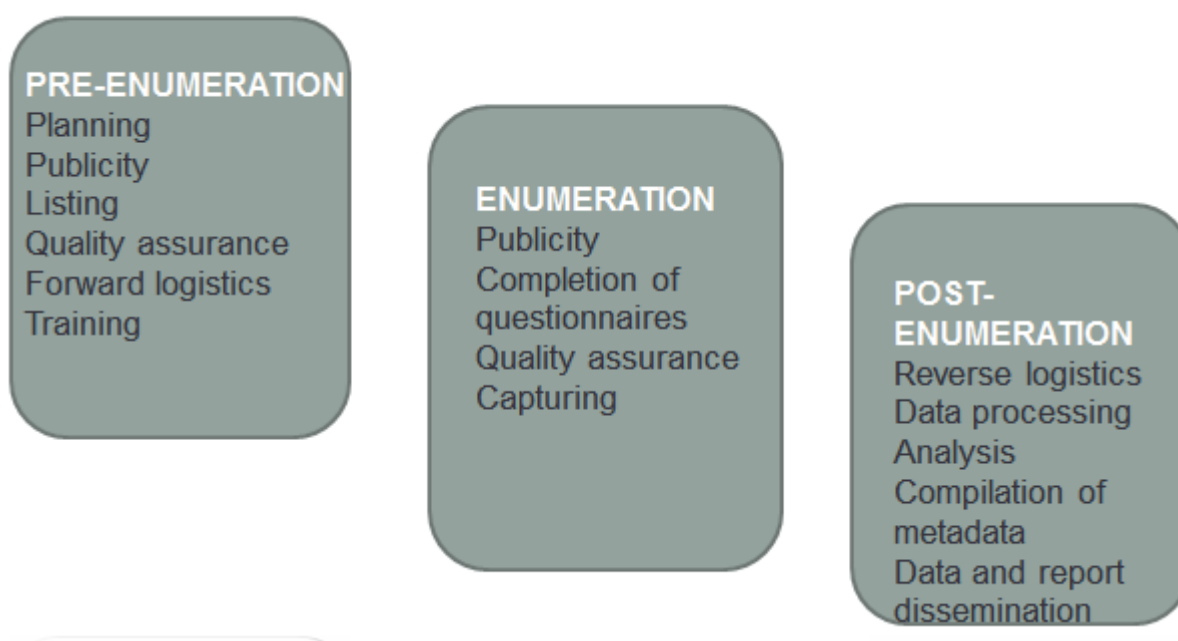 PRE-ENUMERATION
Planning
Publicity
Listing
Quality assurance
Forward logistics
Training
ENUMERATION
Publicity
Completion of
questionnaires
Quality assurance
Capturing
POST-
ENUMERATION
Reverse logistics
Data processing
Analysis
Compilation of
metadata
Data and report
dissemination